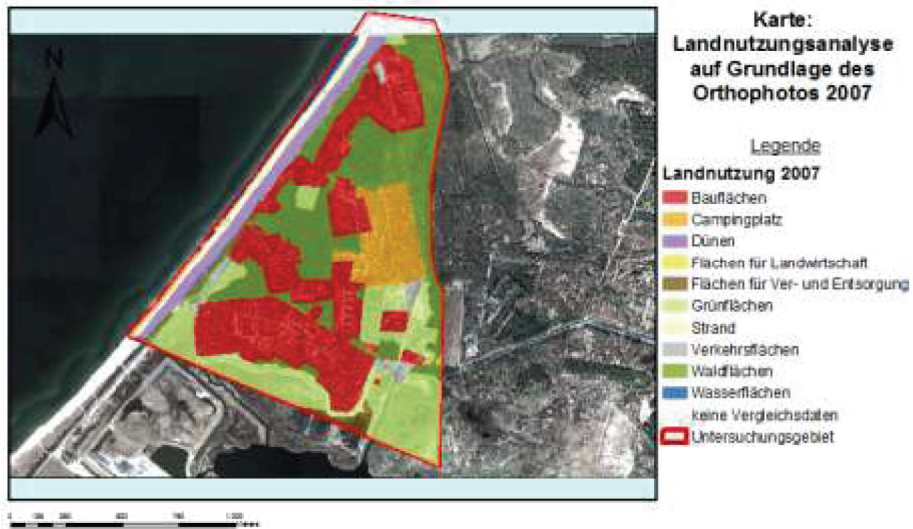 Karte:
Landnutzungsanalyse
auf Grundlage des
Orthophotos 2007
N
Legende
Landnutzung 2007
Bauflächen
Campingplatz
Dünen
Flächen für Landwirtschaft
Flächen für Ver- und Entsorgung
Grünflächen
Strand
Verkehrsflächen
Waldflächen
Wasserflächen
keine Vergleichsdaten
Untersuchungsgebiet